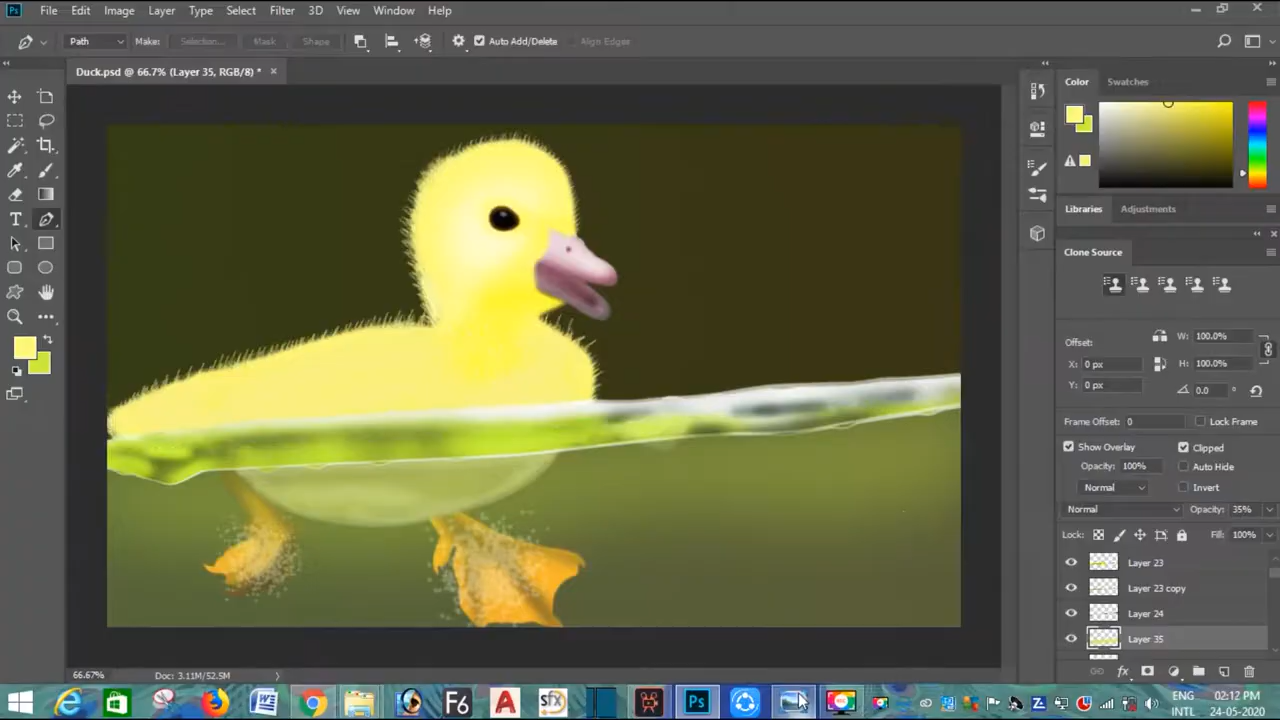 Ps File Edit Image Layer Type Select Filter 3D View Window Help
Path Make: Selection... Mask Shape Auto Add/Delete Align Edges
Duck.psd @ 66.7% (Layer 35, RGB/8) * ×
Color Swatches
Libraries Adjustments
Clone Source
Offset: W: 100.0%
X: 0 px H: 100.0%
Y: 0 px 0.0 °
Frame Offset: 0 Lock Frame
Show Overlay Clipped
Opacity: 100% Auto Hide
Normal Invert
Normal Opacity: 35%
Lock: Fill: 100%
Layer 23
Layer 23 copy
Layer 24
Layer 35
66.67% Doc: 3.11M/52.5M
ENG 02:12 PM
INTL 24-05-2020